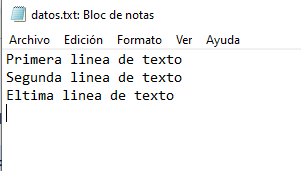 datos.txt: Bloc de notas
Archivo Edición Formato Ver Ayuda
Primera linea de texto
Segunda linea de texto
Eltima linea de texto